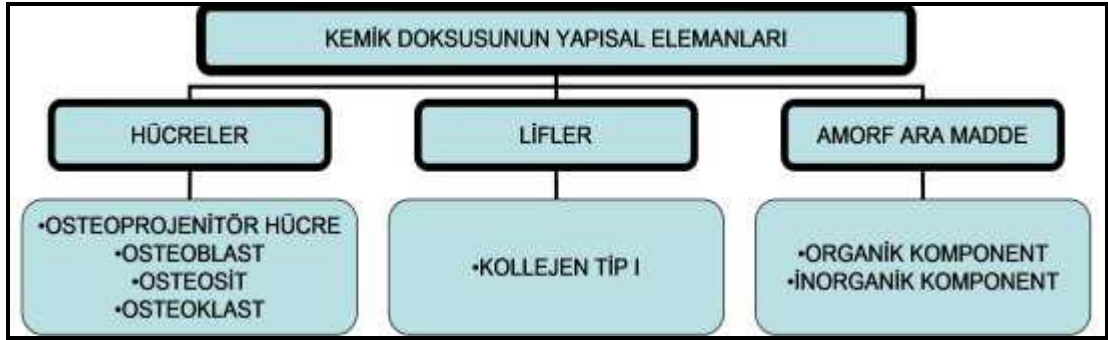 KEMİK DOKSUSUNUN YAPISAL ELEMANLARI
HÜCRELER
LİFLER
AMORF ARA MADDE
•OSTEOPROJENİTÖR HÜCRE
•OSTEOBLAST
•OSTEOSİT
•OSTEOKLAST
•KOLLEJEN TİP I
•ORGANİK KOMPONENT
•İNORGANİK KOMPONENT